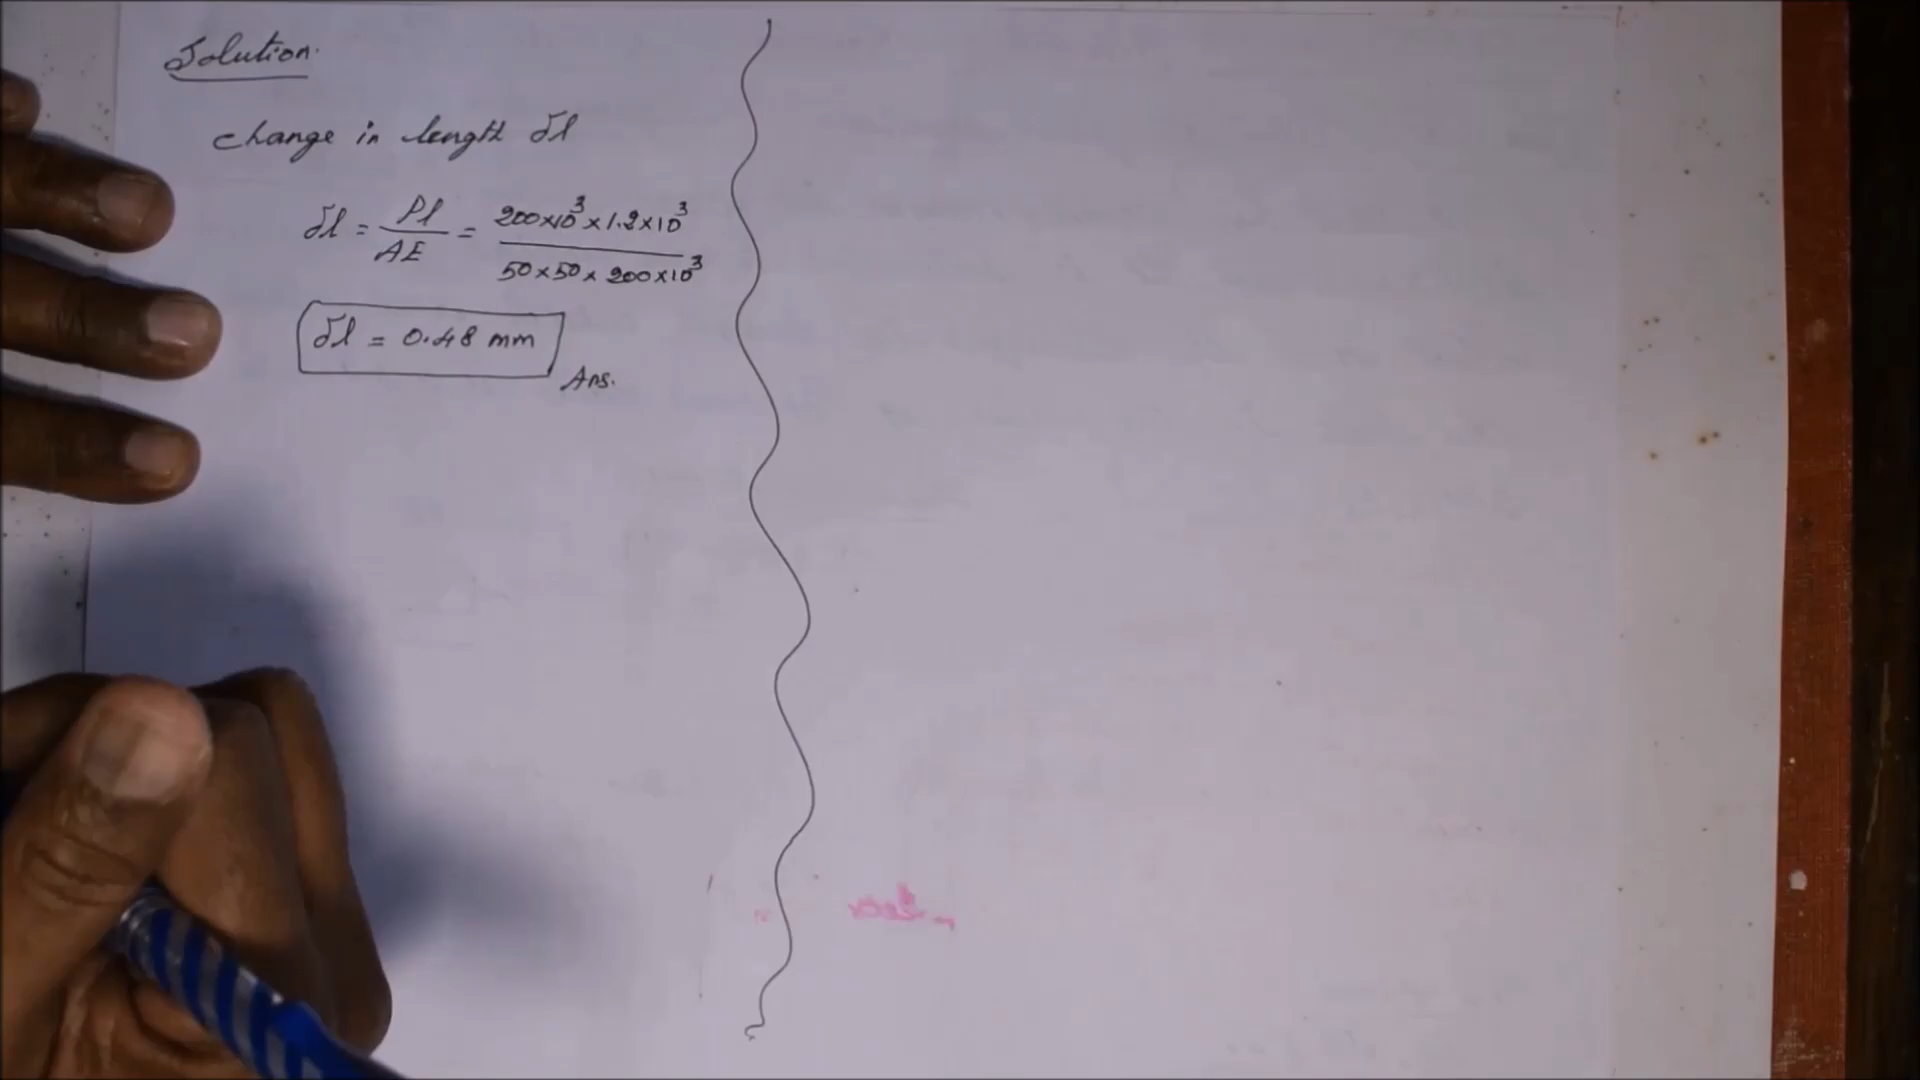 Solution.
change in length δl
δl = Pl/AE = 200×10³×1.2×10³/50×50×200×10³
δl = 0.48 mm
Ans.